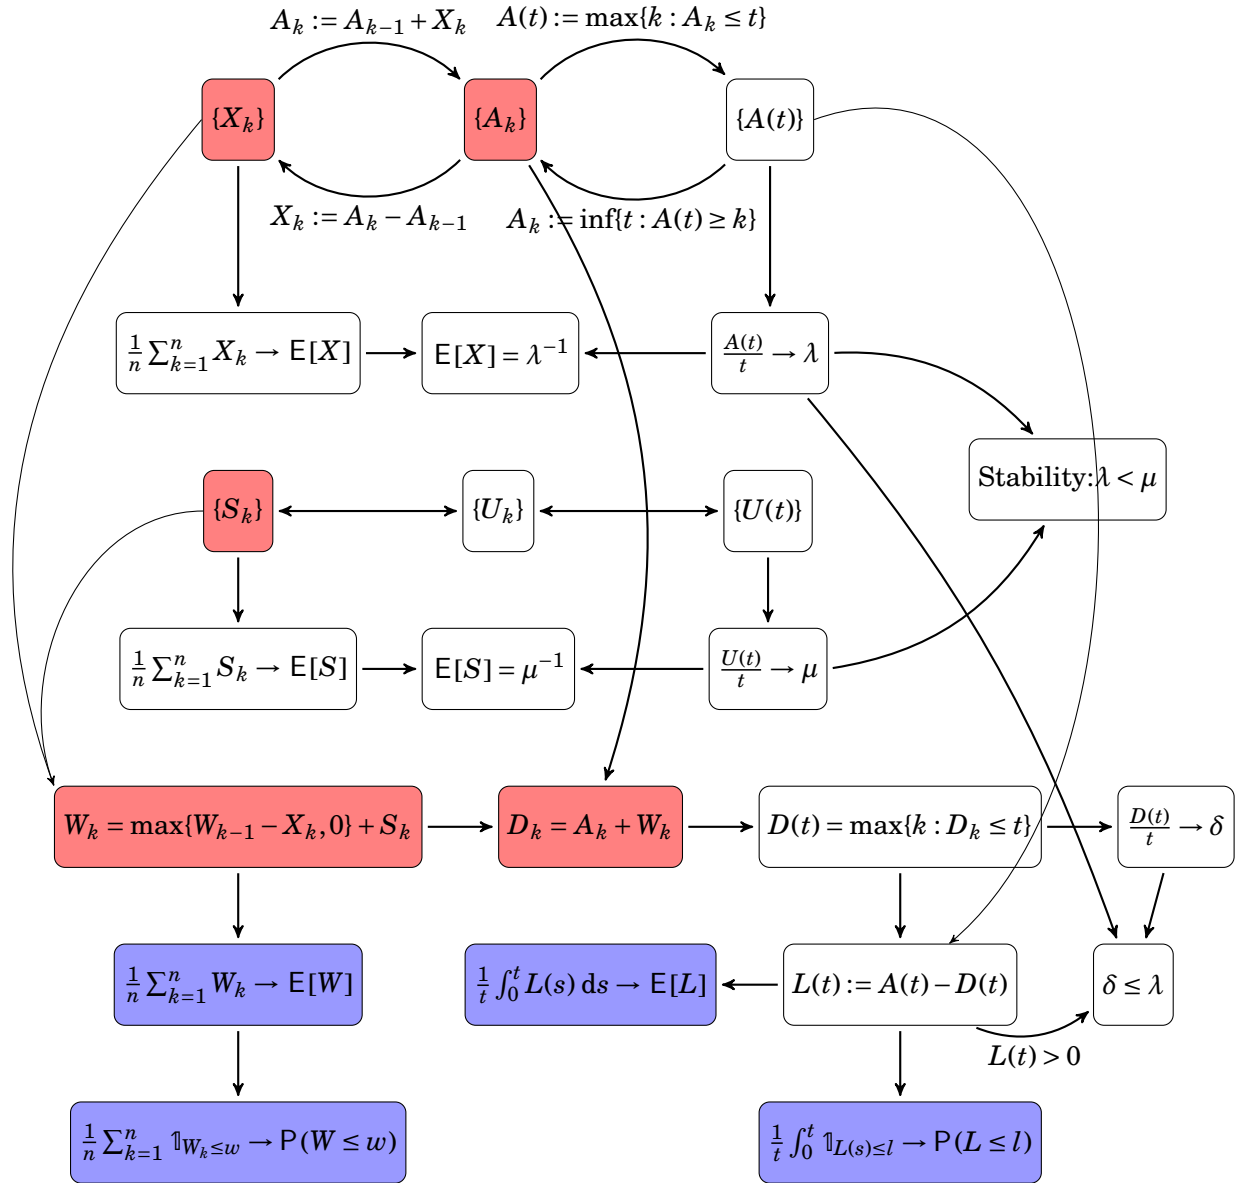 A_k := A_{k−1} + X_k
A(t) := max{k : A_k ≤ t}
{X_k}
{A_k}
{A(t)}
X_k := A_k − A_{k−1}
A_k := inf{t : A(t) ≥ k}
1/n ∑_{k=1}^n X_k → E[X]
E[X] = λ^{−1}
A(t)/t → λ
Stability:λ < μ
{S_k}
{U_k}
{U(t)}
1/n ∑_{k=1}^n S_k → E[S]
E[S] = μ^{−1}
U(t)/t → μ
W_k = max{W_{k−1} − X_k, 0} + S_k
D_k = A_k + W_k
D(t) = max{k : D_k ≤ t}
D(t)/t → δ
1/n ∑_{k=1}^n W_k → E[W]
1/t ∫_0^t L(s) ds → E[L]
L(t) := A(t) − D(t)
δ ≤ λ
L(t) > 0
1/n ∑_{k=1}^n 𝟙_{W_k≤w} → P(W ≤ w)
1/t ∫_0^t 𝟙_{L(s)≤l} → P(L ≤ l)